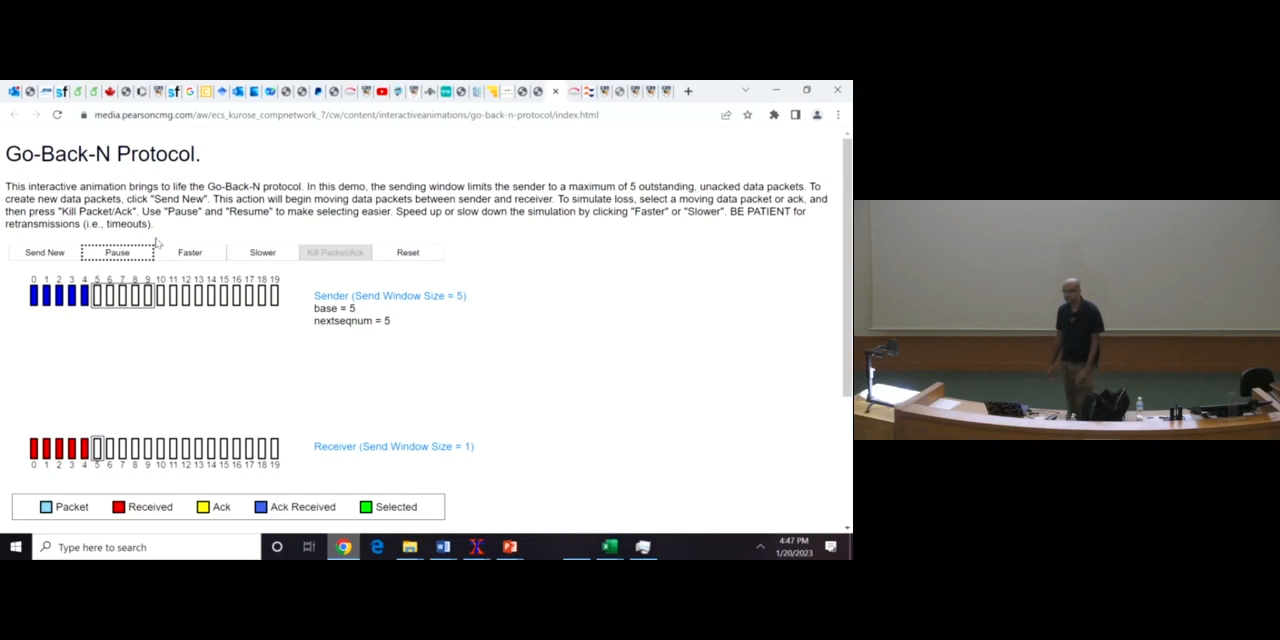 media.pearsoncmg.com/aw/ecs_kurose_compnetwork_7/cw/content/interactiveanimations/go-back-n-protocol/index.html
Go-Back-N Protocol.
This interactive animation brings to life the Go-Back-N protocol. In this demo, the sending window limits the sender to a maximum of 5 outstanding, unacked data packets. To
create new data packets, click "Send New". This action will begin moving data packets between sender and receiver. To simulate loss, select a moving data packet or ack, and
then press "Kill Packet/Ack". Use "Pause" and "Resume" to make selecting easier. Speed up or slow down the simulation by clicking "Faster" or "Slower". BE PATIENT for
retransmissions (i.e., timeouts).
Send New Pause Faster Slower Kill Packet/Ack Reset
0 1 2 3 4 5 6 7 8 9 10 11 12 13 14 15 16 17 18 19
Sender (Send Window Size = 5)
base = 5
nextseqnum = 5
Receiver (Send Window Size = 1)
0 1 2 3 4 5 6 7 8 9 10 11 12 13 14 15 16 17 18 19
Packet Received Ack Ack Received Selected
Type here to search
4:47 PM
1/20/2023